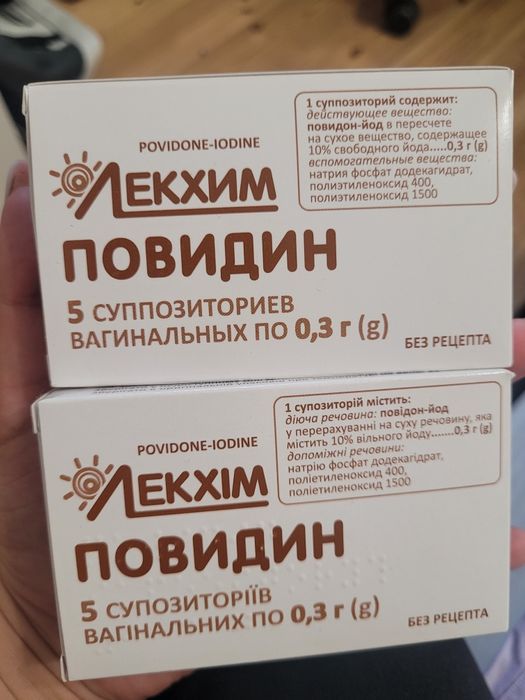 POVIDONE-IODINE
ЛЕКХИМ
ПОВИДИН
5 СУППОЗИТОРИЕВ
ВАГИНАЛЬНЫХ ПО 0,3 г (g)
1 суппозиторий содержит:
действующее вещество:
повидон-йод в пересчете
на сухое вещество, содержащее
10% свободного йода.....0,3 г (g)
вспомогательные вещества:
натрия фосфат додекагидрат,
полиэтиленоксид 400,
полиэтиленоксид 1500
БЕЗ РЕЦЕПТА
POVIDONE-IODINE
ЛЕКХІМ
ПОВИДИН
5 СУПОЗИТОРІЇВ
ВАГІНАЛЬНИХ ПО 0,3 г (g)
1 супозиторій містить:
діюча речовина: повідон-йод
у перерахуванні на суху речовину, яка
містить 10% вільного йоду.......0,3 г (g)
допоміжні речовини:
натрію фосфат додекагідрат,
поліетиленоксид 400,
поліетиленоксид 1500
БЕЗ РЕЦЕПТА